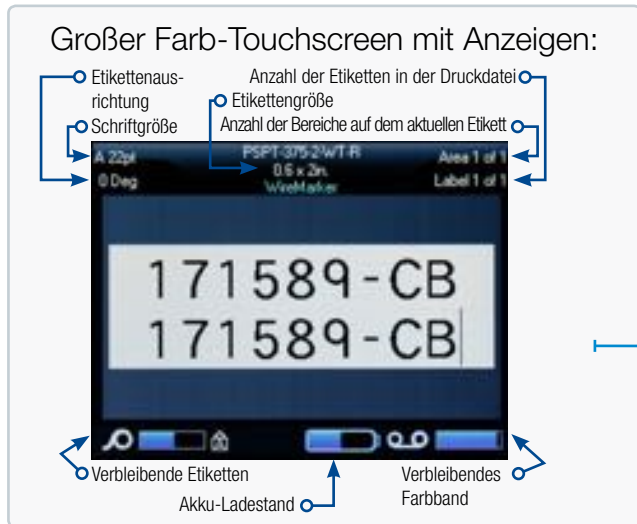 Großer Farb-Touchscreen mit Anzeigen:
Etikettenaus-
richtung
Anzahl der Etiketten in der Druckdatei
Etikettengröße
Schriftgröße
Anzahl der Bereiche auf dem aktuellen Etikett
A 22pt
PSPT-375-2-WT-R
Area 1 of 1
0 Deg
0.6 x 2in.
Label 1 of 1
WireMarker
171589-CB
171589-CB
Verbleibende Etiketten
Verbleibendes
Farbband
Akku-Ladestand